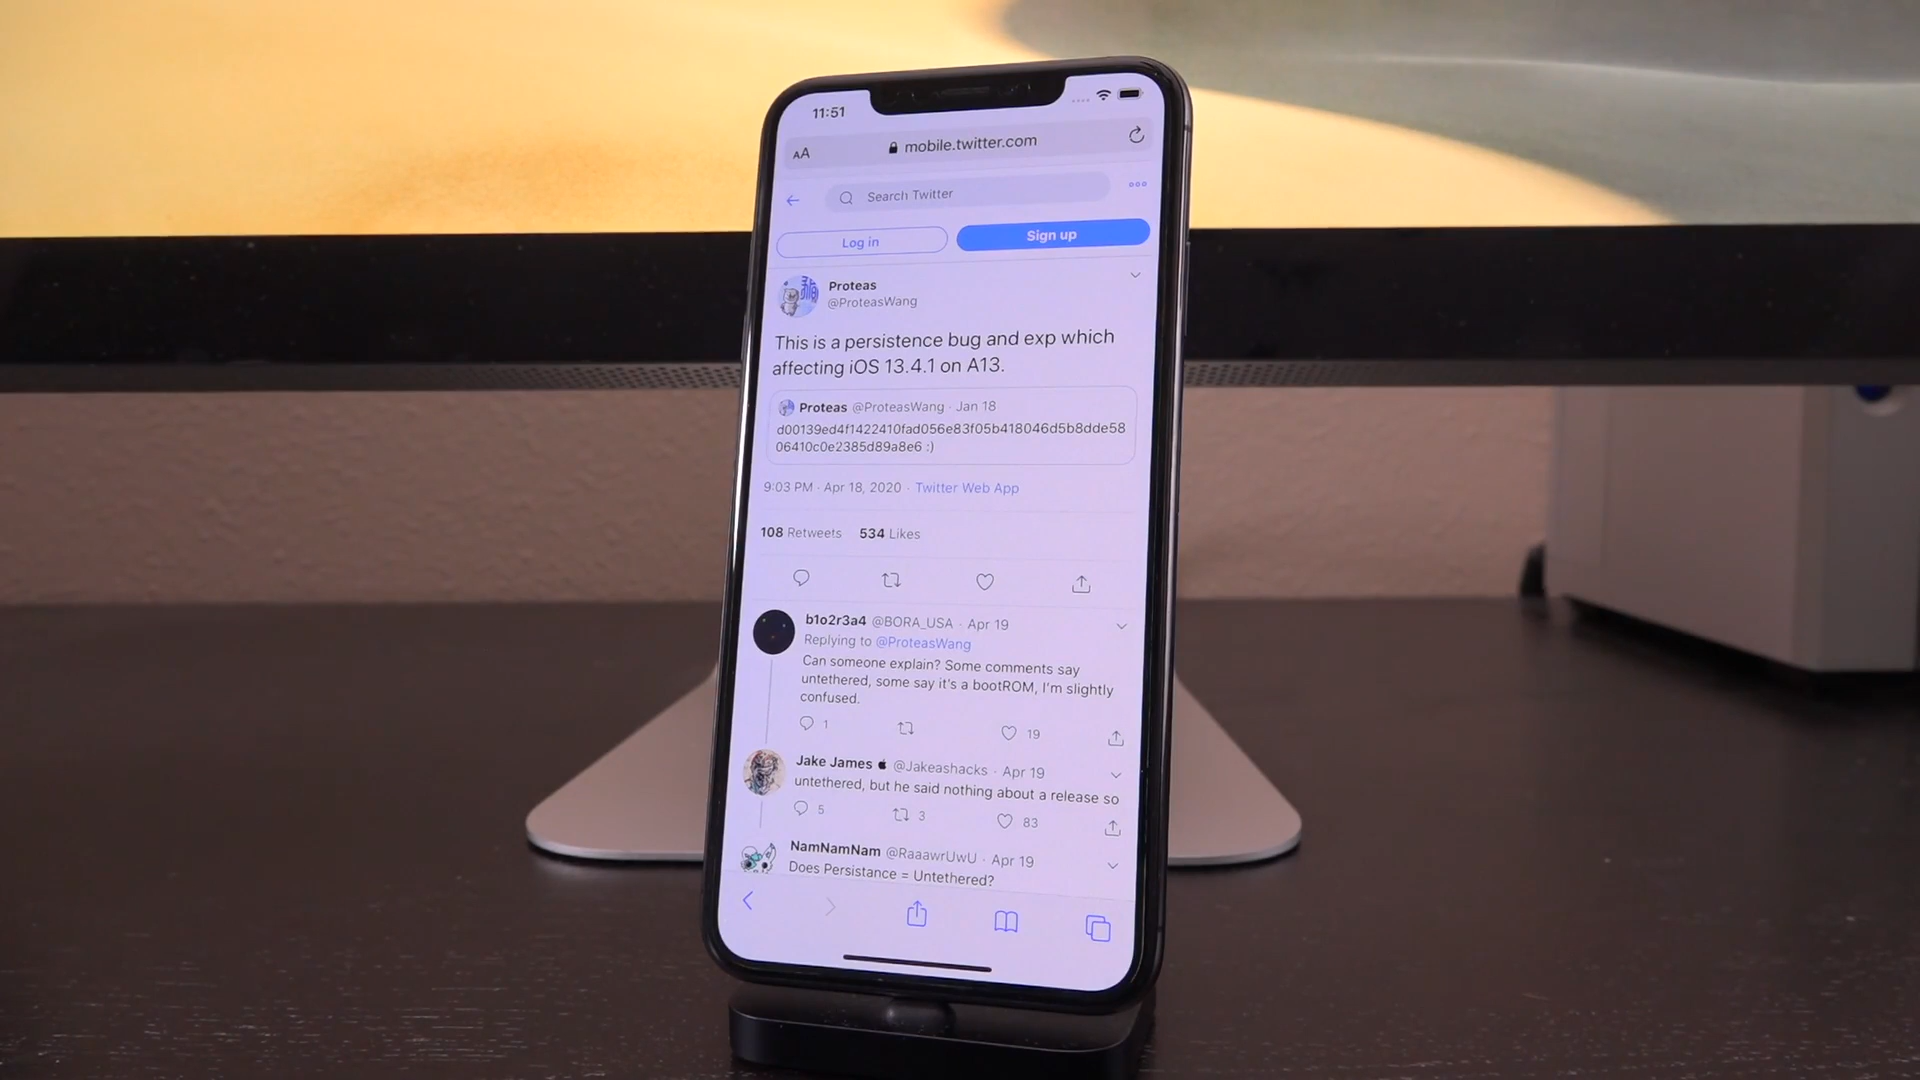 11:51
AA mobile.twitter.com
Search Twitter
Log in Sign up
Proteas
@ProteasWang
This is a persistence bug and exp which
affecting iOS 13.4.1 on A13.
Proteas @ProteasWang · Jan 18
d00139ed4f1422410fad056e83f05b418046d5b8dde58
06410c0e2385d89a8e6 :)
9:03 PM · Apr 18, 2020 · Twitter Web App
108 Retweets 534 Likes
b1o2r3a4 @BORA_USA · Apr 19
Replying to @ProteasWang
Can someone explain? Some comments say
untethered, some say it's a bootROM, I'm slightly
confused.
1 19
Jake James @Jakeashacks · Apr 19
untethered, but he said nothing about a release so
5 3 83
NamNamNam @RaaawrUwU · Apr 19
Does Persistance = Untethered?